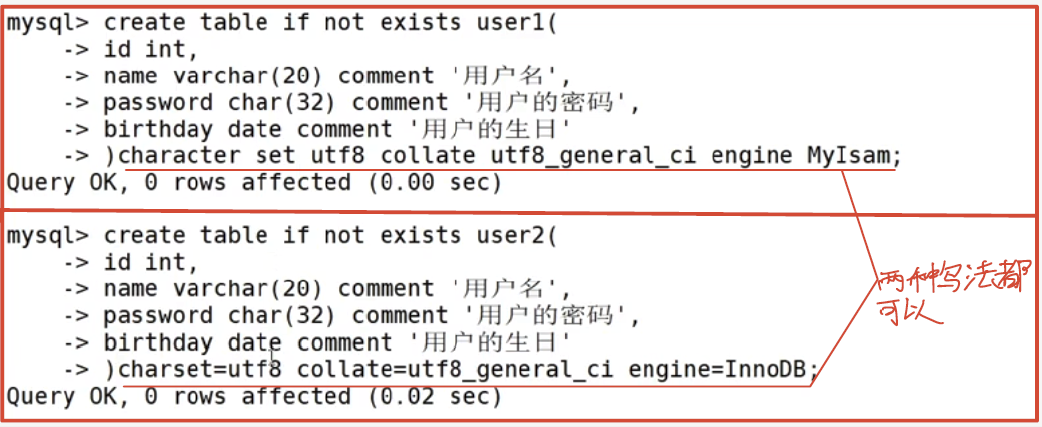 mysql> create table if not exists user1(
-> id int,
-> name varchar(20) comment '用户名',
-> password char(32) comment '用户的密码',
-> birthday date comment '用户的生日'
-> )character set utf8 collate utf8_general_ci engine MyIsam;
Query OK, 0 rows affected (0.00 sec)
mysql> create table if not exists user2(
-> id int,
-> name varchar(20) comment '用户名',
-> password char(32) comment '用户的密码',
-> birthday date comment '用户的生日'
-> )charset=utf8 collate=utf8_general_ci engine=InnoDB;
Query OK, 0 rows affected (0.02 sec)
两种写法都
可以